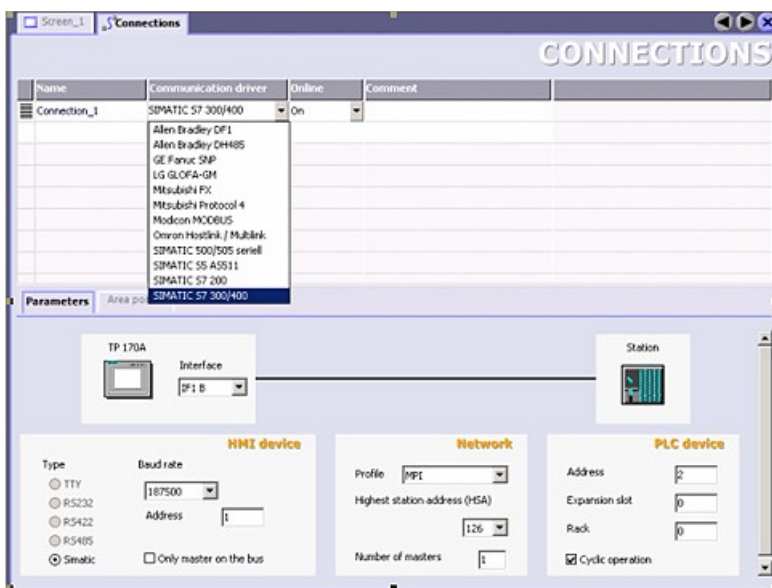 Screen_1
Connections
CONNECTIONS
Name Communication driver Online Comment
Connection_1 SIMATIC S7 300/400 On
Allen Bradley DF1
Allen Bradley DH485
GE Fanuc SNP
LG GLOFA-GM
Mitsubishi FX
Mitsubishi Protocol 4
Modicon MODBUS
Omron Hostlink / Multilink
SIMATIC 500/505 seriell
SIMATIC S5 AS511
SIMATIC S7 200
SIMATIC S7 300/400
Parameters Area
TP 170A
Interface
IF1 B
Station
HMI device
Type
TTY
RS232
RS422
RS485
Simatic
Baud rate
187500
Address 1
Only master on the bus
Network
Profile MPI
Highest station address (HSA)
126
Number of masters 1
PLC device
Address 2
Expansion slot 0
Rack 0
Cyclic operation